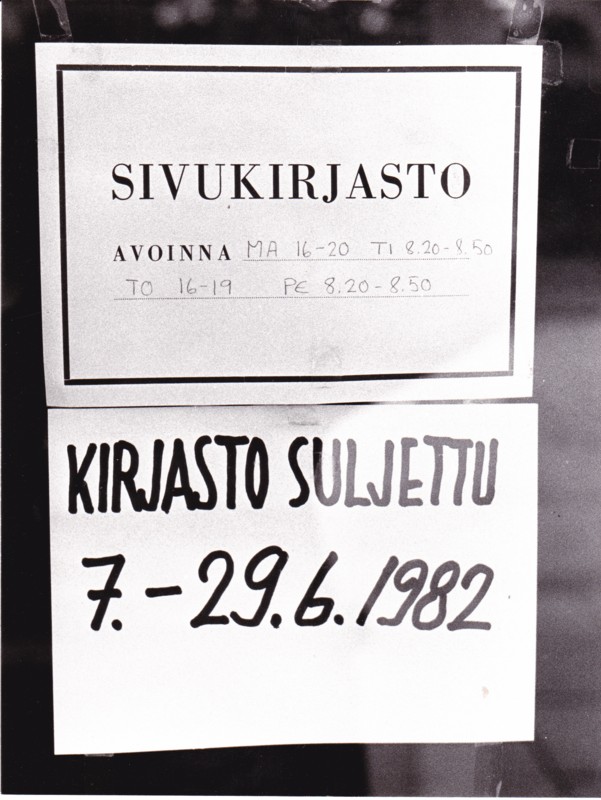 SIVUKIRJASTO
AVOINNA MA 16-20 TI 8.20-8.50
TO 16-19 PE 8.20-8.50
KIRJASTO SULJETTU
7.-29.6.1982